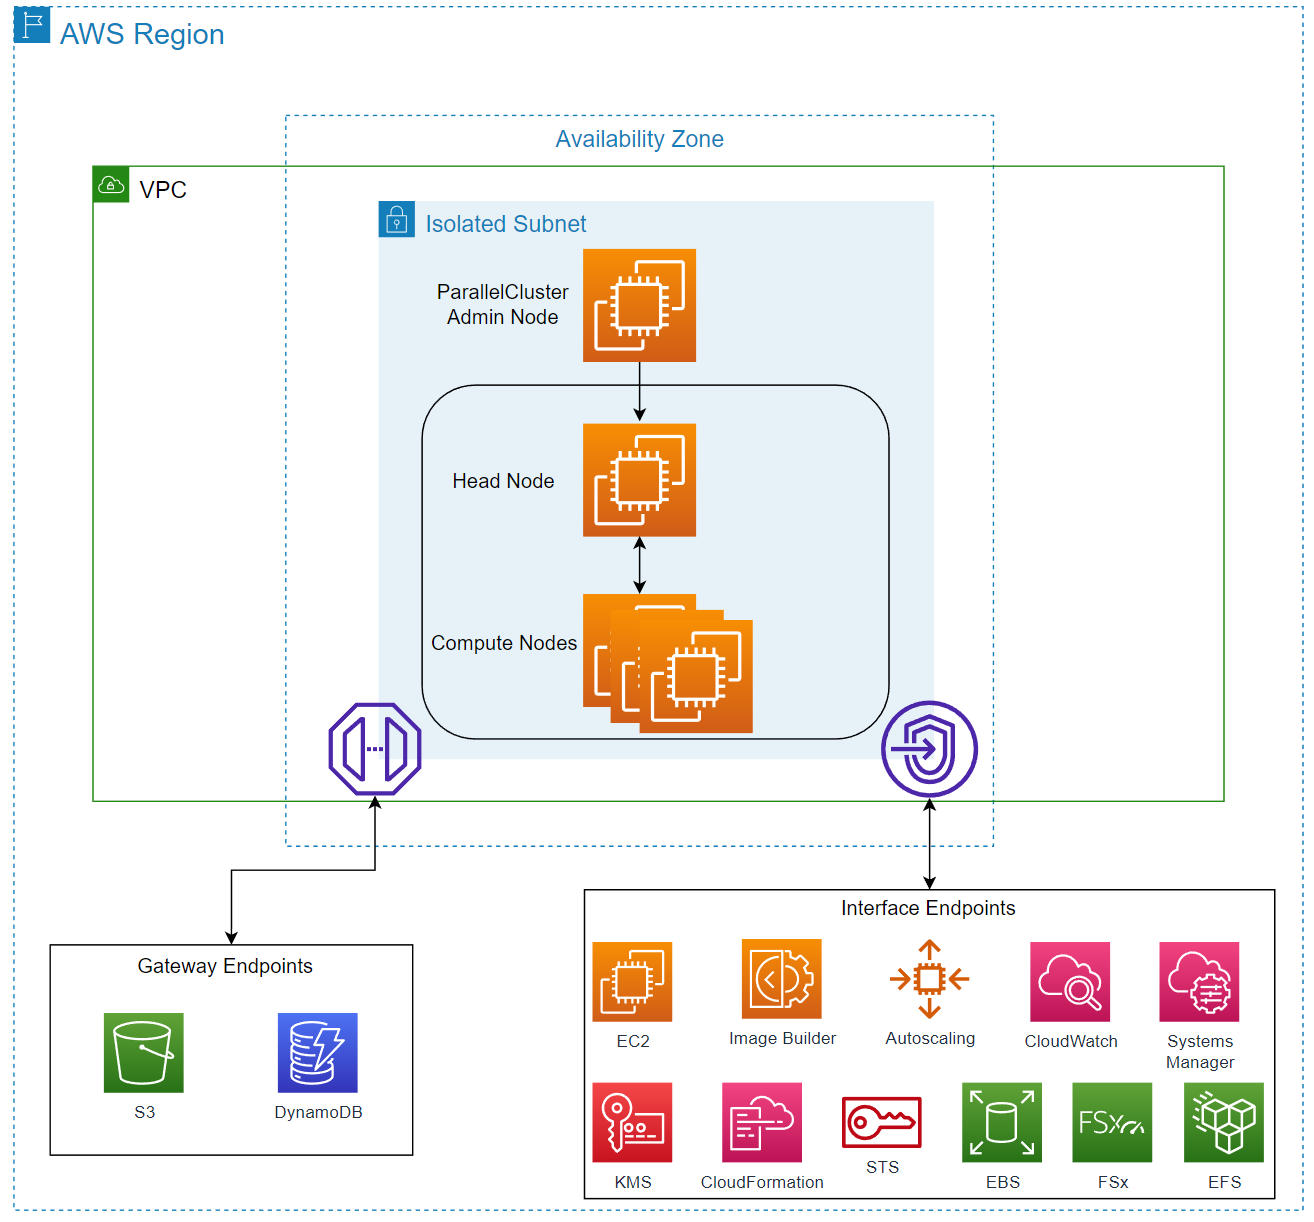 AWS Region
Availability Zone
VPC
Isolated Subnet
ParallelCluster
Admin Node
Head Node
Compute Nodes
Gateway Endpoints
S3
DynamoDB
Interface Endpoints
EC2
Image Builder
Autoscaling
CloudWatch
Systems
Manager
KMS
CloudFormation
STS
EBS
FSx
FSx
EFS